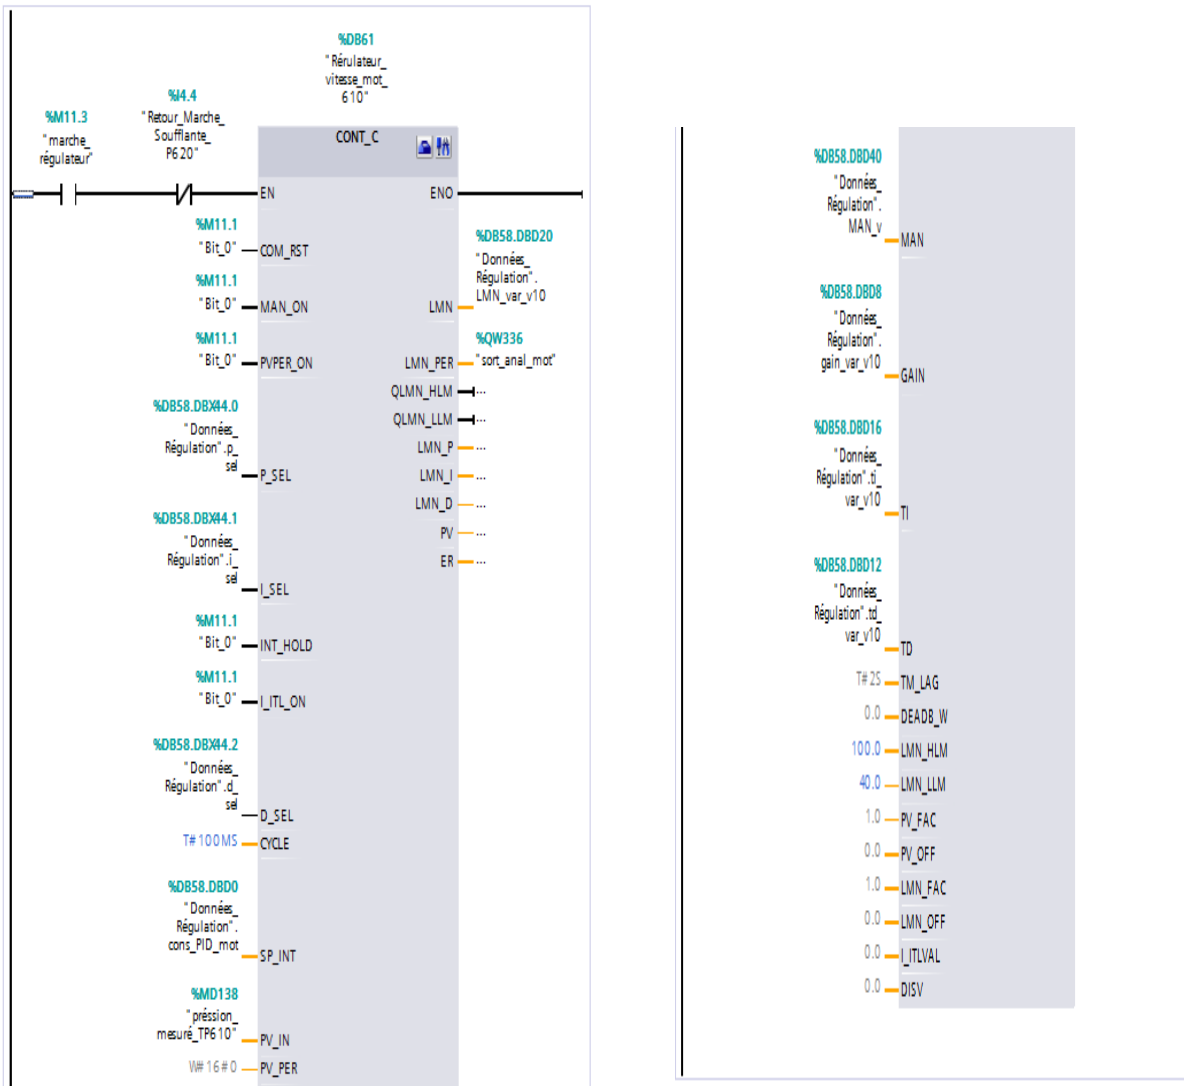 %DB61
"Rérulateur_
vitesse_mot_
610"
%I4.4
"Retour_Marche_
Soufflante_
P620"
%M11.3
"marche_
régulateur"
CONT_C
EN
ENO
%M11.1
"Bit_0"
COM_RST
%DB58.DBD20
"Données_
Régulation".
LMN_var_v10
LMN
%M11.1
"Bit_0"
MAN_ON
%M11.1
"Bit_0"
PVPER_ON
%QW336
"sort_anal_mot"
LMN_PER
QLMN_HLM
...
QLMN_LLM
...
LMN_P
...
LMN_I
...
LMN_D
...
PV
...
ER
...
%DB58.DBX44.0
"Données_
Régulation".p_
sel
P_SEL
%DB58.DBX44.1
"Données_
Régulation".i_
sel
I_SEL
%M11.1
"Bit_0"
INT_HOLD
%M11.1
"Bit_0"
I_ITL_ON
%DB58.DBX44.2
"Données_
Régulation".d_
sel
D_SEL
T#100MS
CYCLE
%DB58.DBD0
"Données_
Régulation".
cons_PID_mot
SP_INT
%MD138
"préssion_
mesuré_TP610"
PV_IN
W#16#0
PV_PER
%DB58.DBD40
"Données_
Régulation".
MAN_v
MAN
%DB58.DBD8
"Données_
Régulation".
gain_var_v10
GAIN
%DB58.DBD16
"Données_
Régulation".ti_
var_v10
TI
%DB58.DBD12
"Données_
Régulation".td_
var_v10
TD
T#2S
TM_LAG
0.0
DEADB_W
100.0
LMN_HLM
40.0
LMN_LLM
1.0
PV_FAC
0.0
PV_OFF
1.0
LMN_FAC
0.0
LMN_OFF
0.0
I_ITLVAL
0.0
DISV